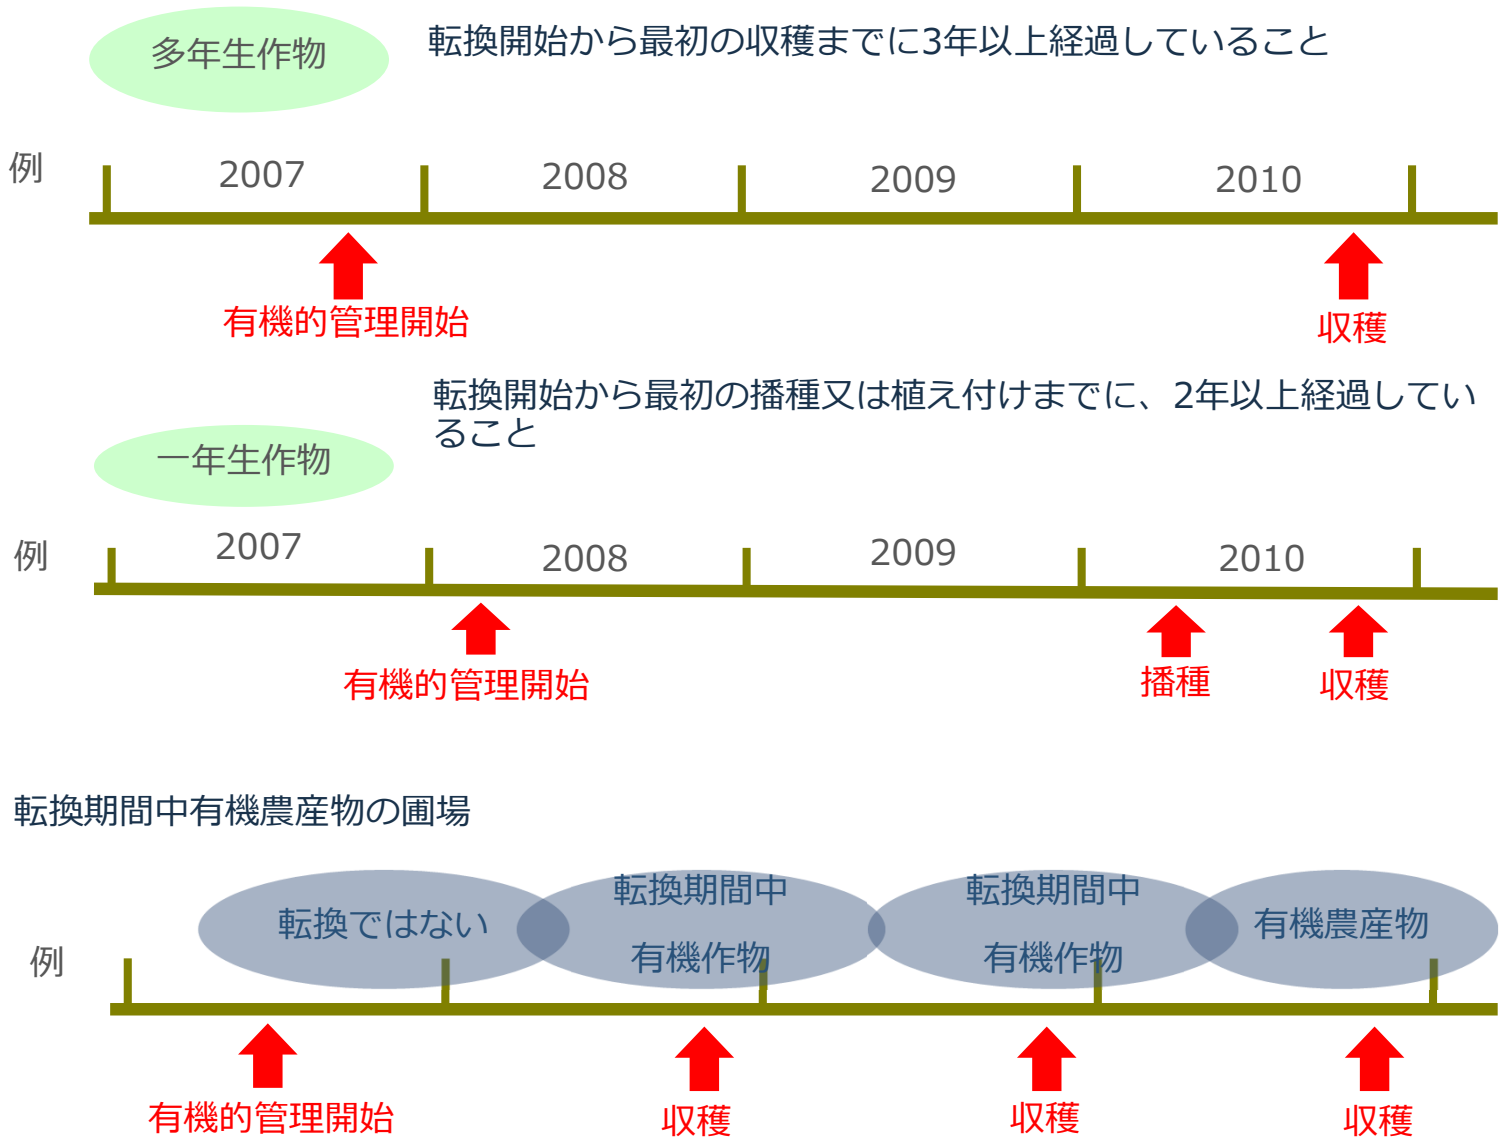 多年生作物
転換開始から最初の収穫までに3年以上経過していること
例
2007
2008
2009
2010
有機的管理開始
収穫
転換開始から最初の播種又は植え付けまでに、2年以上経過してい
ること
一年生作物
例
2007
2008
2009
2010
有機的管理開始
播種
収穫
転換期間中有機農産物の圃場
転換ではない
転換期間中
有機作物
転換期間中
有機作物
有機農産物
例
有機的管理開始
収穫
収穫
収穫